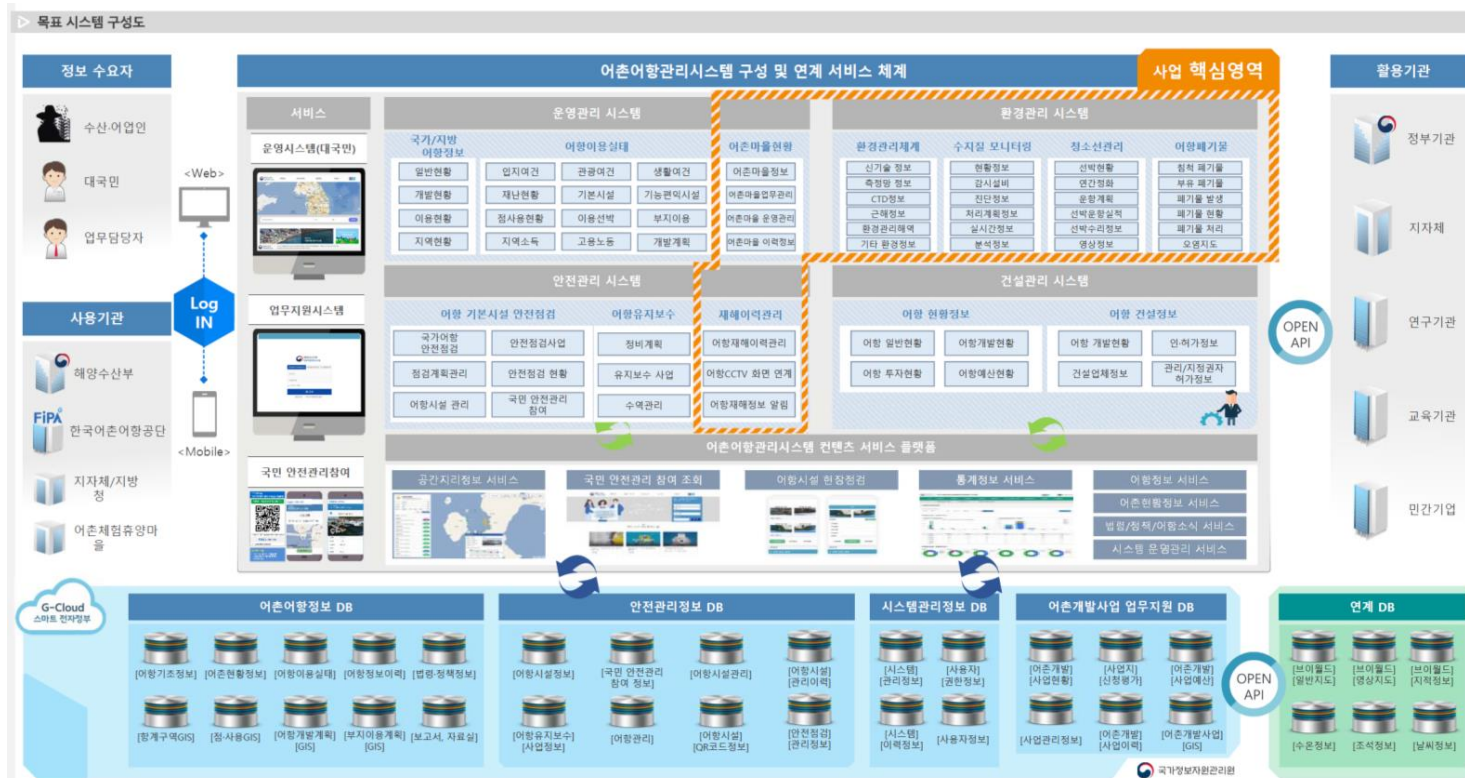 목표 시스템 구성도
정보 수요자
수산·어업인
대국민
업무담당자
사용기관
해양수산부
FiPA
한국어촌어항공단
지자체/지방
청
어촌체험휴양마
을
<Web>
Log
IN
<Mobile>
어촌어항관리시스템 구성 및 연계 서비스 체계
사업 핵심영역
서비스
운영시스템(대국민)
업무지원시스템
국민 안전관리참여
운영관리 시스템
국가/지방
어항정보
일반현황
개발현황
이용현황
지역현황
어항이용실태
입지여건
관광여건
생활여건
재난현황
기본시설
기능편익시설
점사용현황
이용선박
부지이용
지역소득
고용노동
개발계획
어촌마을현황
어촌마을정보
어촌마을업무관리
어촌마을 운영관리
어촌마을 이력정보
환경관리 시스템
환경관리체계
신기술 정보
측정망 정보
CTD정보
근해정보
환경관리해역
기타 환경정보
수지질 모니터링
현황정보
감시설비
진단정보
처리계획정보
실시간정보
분석정보
청소선관리
선박현황
연간정화
운항계획
선박운항실적
선박수리정보
영상정보
어항폐기물
침적 폐기물
부유 폐기물
폐기물 발생
폐기물 현황
폐기물 처리
오염지도
안전관리 시스템
어항 기본시설 안전점검
국가어항
안전점검
안전점검사업
점검계획관리
안전점검 현황
어항시설 관리
국민 안전관리
참여
어항유지보수
정비계획
유지보수 사업
수역관리
재해이력관리
어항재해이력관리
어항CCTV 화면 연계
어항재해정보 알림
건설관리 시스템
어항 현황정보
어항 일반현황
어항개발현황
어항 투자현황
어항예산현황
어항 건설정보
어항 개발현황
인·허가정보
건설업체정보
관리/지정권자
허가정보
어촌어항관리시스템 컨텐츠 서비스 플랫폼
공간지리정보 서비스
국민 안전관리 참여 조회
어항시설 현장점검
통계정보 서비스
어항정보 서비스
어촌현황정보 서비스
법령/정책/어항소식 서비스
시스템 운영관리 서비스
OPEN
API
활용기관
정부기관
지자체
연구기관
교육기관
민간기업
G-Cloud
스마트 전자정부
어촌어항정보 DB
[어항기초정보]
[어촌현황정보]
[어항이용실태]
[어항정보이력]
[법령·정책정보]
[항계구역GIS]
[점·사용GIS]
[어항개발계획]
[GIS]
[부지이용계획]
[GIS]
[보고서, 자료실]
안전관리정보 DB
[어항시설정보]
[국민 안전관리
참여 정보]
[어항시설관리]
[어항시설]
[관리이력]
[어항유지보수]
[사업정보]
[어항관리]
[어항시설]
[QR코드정보]
[안전점검]
[관리정보]
시스템관리정보 DB
[시스템]
[관리정보]
[사용자]
[권한정보]
[시스템]
[이력정보]
[사용자정보]
어촌개발사업 업무지원 DB
[어촌개발]
[사업현황]
[사업지]
[신청평가]
[어촌개발]
[사업예산]
[사업관리정보]
[어촌개발]
[사업이력]
[어촌개발사업]
[GIS]
OPEN
API
연계 DB
[브이월드]
[일반지도]
[브이월드]
[영상지도]
[브이월드]
[지적정보]
[수온정보]
[조석정보]
[날씨정보]
국가정보자원관리원